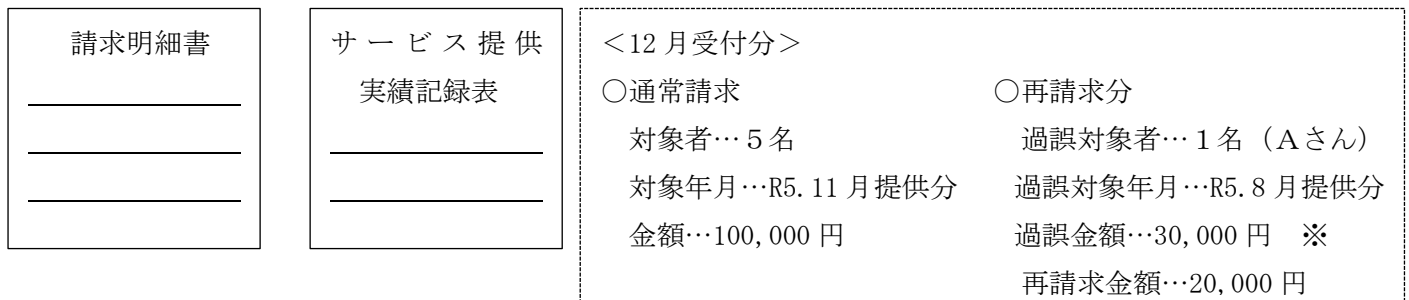 請求明細書
サービス提供
実績記録表
＜12月受付分＞
○通常請求
対象者…５名
対象年月…R5.11月提供分
金額…100,000円
○再請求分
過誤対象者…１名（Aさん）
過誤対象年月…R5.8月提供分
過誤金額…30,000円　※
再請求金額…20,000円